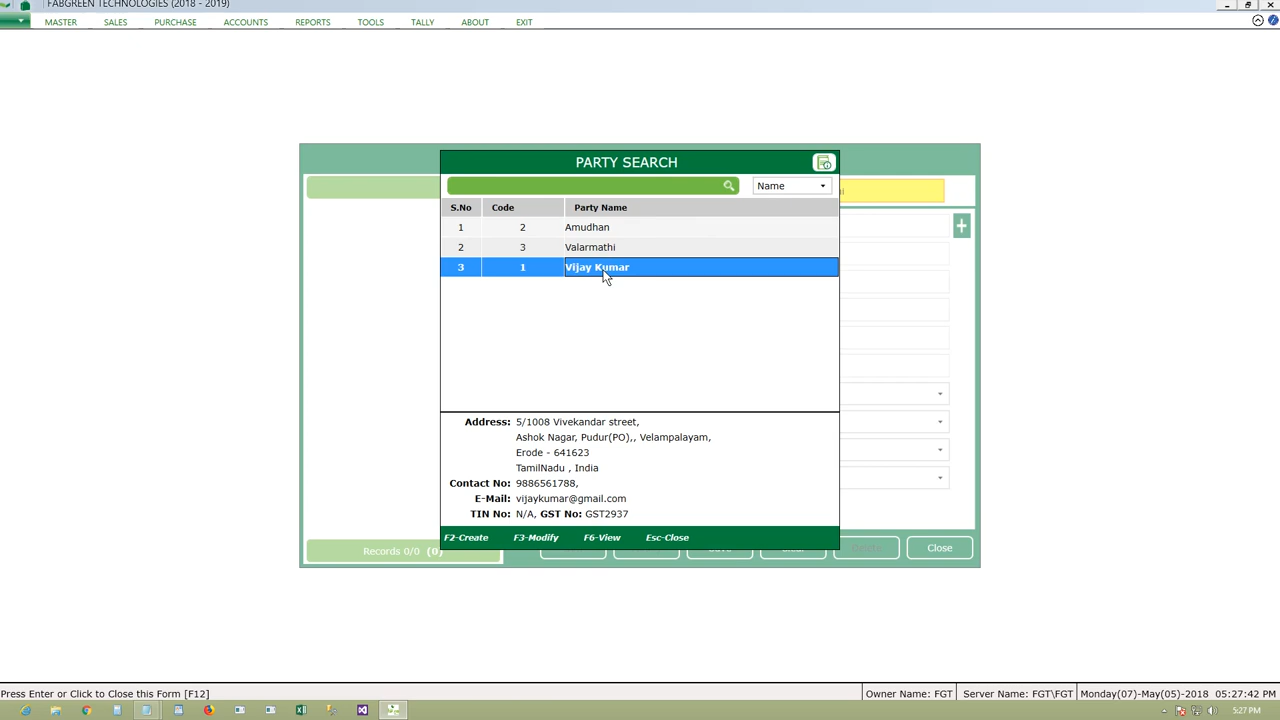 FABGREEN TECHNOLOGIES (2018 - 2019)
MASTER SALES PURCHASE ACCOUNTS REPORTS TOOLS TALLY ABOUT EXIT
PARTY SEARCH
Name
S.No Code Party Name
1 2 Amudhan
2 3 Valarmathi
3 1 Vijay Kumar
Address: 5/1008 Vivekandar street,
Ashok Nagar, Pudur(PO),, Velampalayam,
Erode - 641623
TamilNadu , India
Contact No: 9886561788,
E-Mail: vijaykumar@gmail.com
TIN No: N/A, GST No: GST2937
F2-Create F3-Modify F6-View Esc-Close
Records 0/0 (0) Close
Press Enter or Click to Close this Form [F12] Owner Name: FGT Server Name: FGT\FGT Monday(07)-May(05)-2018 05:27:42 PM
5:27 PM